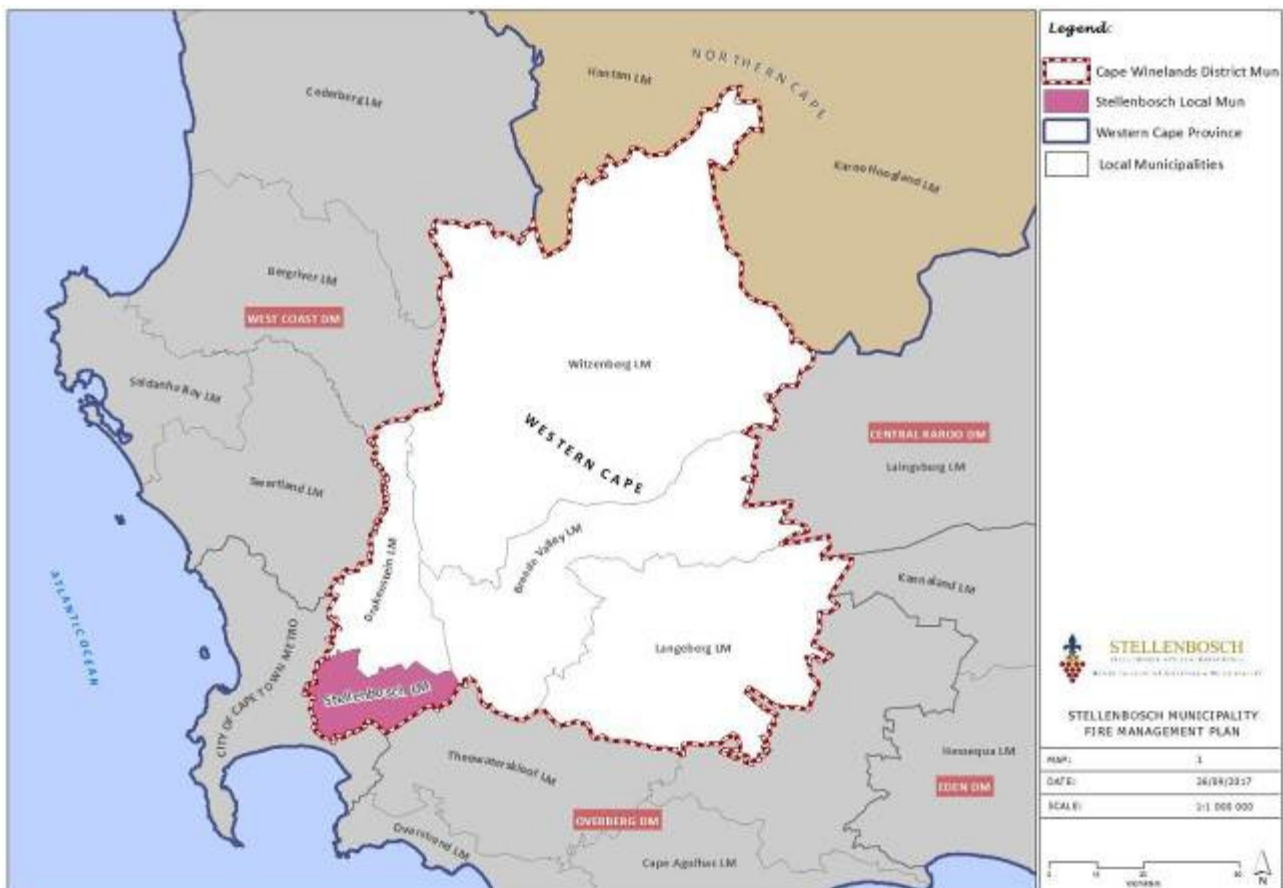 NORTHERN CAPE
Hantam LM
Cederberg LM
Karoo Hoogland LM
Bergriver LM
WEST COAST DM
Saldanha Bay LM
Witzenberg LM
WESTERN CAPE
CENTRAL KAROO DM
Laingsburg LM
Swartland LM
Drakenstein LM
Breede Valley LM
ATLANTIC OCEAN
CITY OF CAPE TOWN METRO
Kannaland LM
Langeberg LM
Stellenbosch LM
Theewaterskloof LM
Hessequa LM
EDEN DM
OVERBERG DM
Overstrand LM
Cape Agulhas LM
Legend:
Cape Winelands District Mun
Stellenbosch Local Mun
Western Cape Province
Local Municipalities
STELLENBOSCH
STELLENBOSCH MUNICIPALITY
FIRE MANAGEMENT PLAN
MAP: 1
DATE: 26/09/2017
SCALE: 1:1 000 000
N